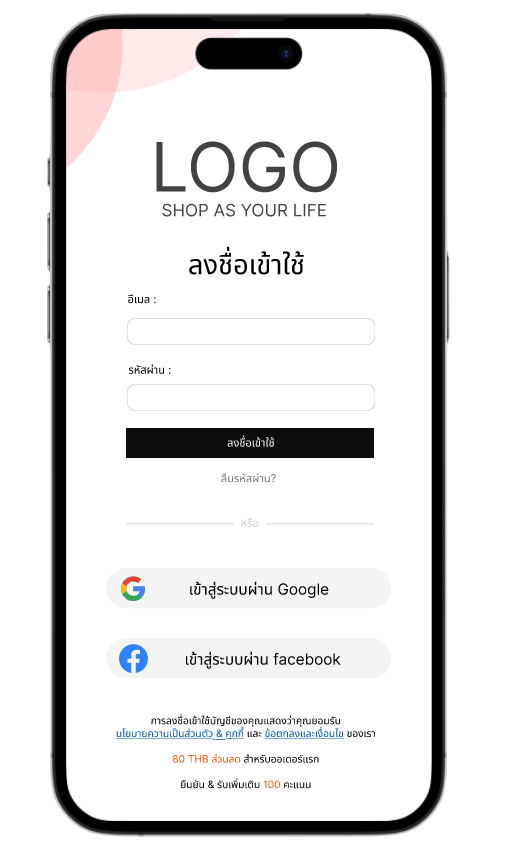 LOGO
SHOP AS YOUR LIFE
ลงชื่อเข้าใช้
อีเมล :
รหัสผ่าน :
ลงชื่อเข้าใช้
ลืมรหัสผ่าน?
หรือ
เข้าสู่ระบบผ่าน Google
เข้าสู่ระบบผ่าน facebook
การลงชื่อเข้าใช้บัญชีของคุณแสดงว่าคุณยอมรับ
นโยบายความเป็นส่วนตัว & คุกกี้ และ ข้อตกลงและเงื่อนไข ของเรา
80 THB ส่วนลด สำหรับออเดอร์แรก
ยืนยัน & รับเพิ่มเติม 100 คะแนน